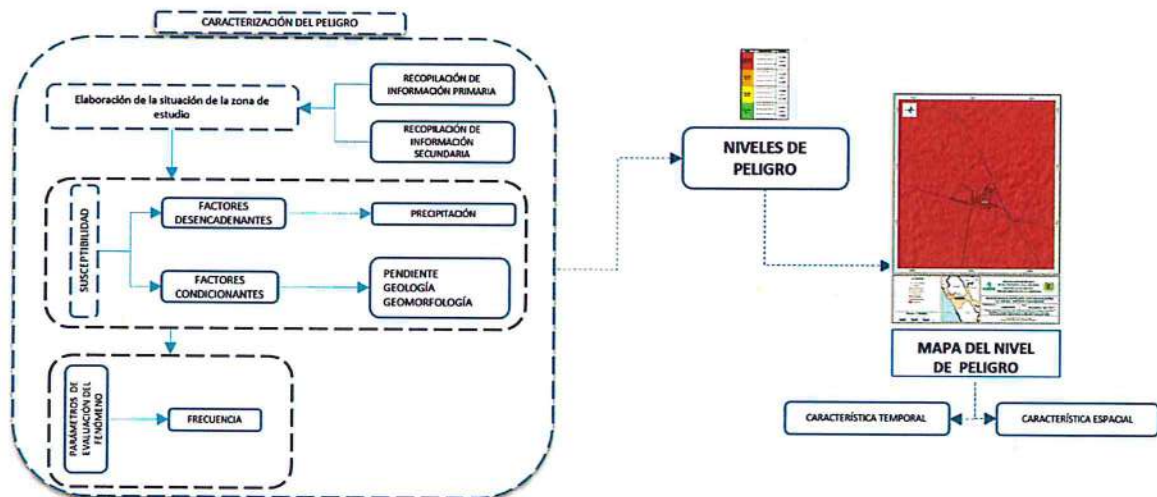 CARACTERIZACIÓN DEL PELIGRO
Elaboración de la situación de la zona de
estudio
RECOPILACIÓN DE
INFORMACIÓN PRIMARIA
RECOPILACIÓN DE
INFORMACIÓN
SECUNDARIA
SUSCEPTIBILIDAD
FACTORES
DESENCADENANTES
PRECIPITACIÓN
FACTORES
CONDICIONANTES
PENDIENTE
GEOLOGÍA
GEOMORFOLOGÍA
PARÁMETROS DE
EVALUACIÓN DEL
FENÓMENO
FRECUENCIA
NIVELES DE
PELIGRO
MAPA DEL NIVEL
DE PELIGRO
CARACTERÍSTICA TEMPORAL
CARACTERÍSTICA ESPACIAL